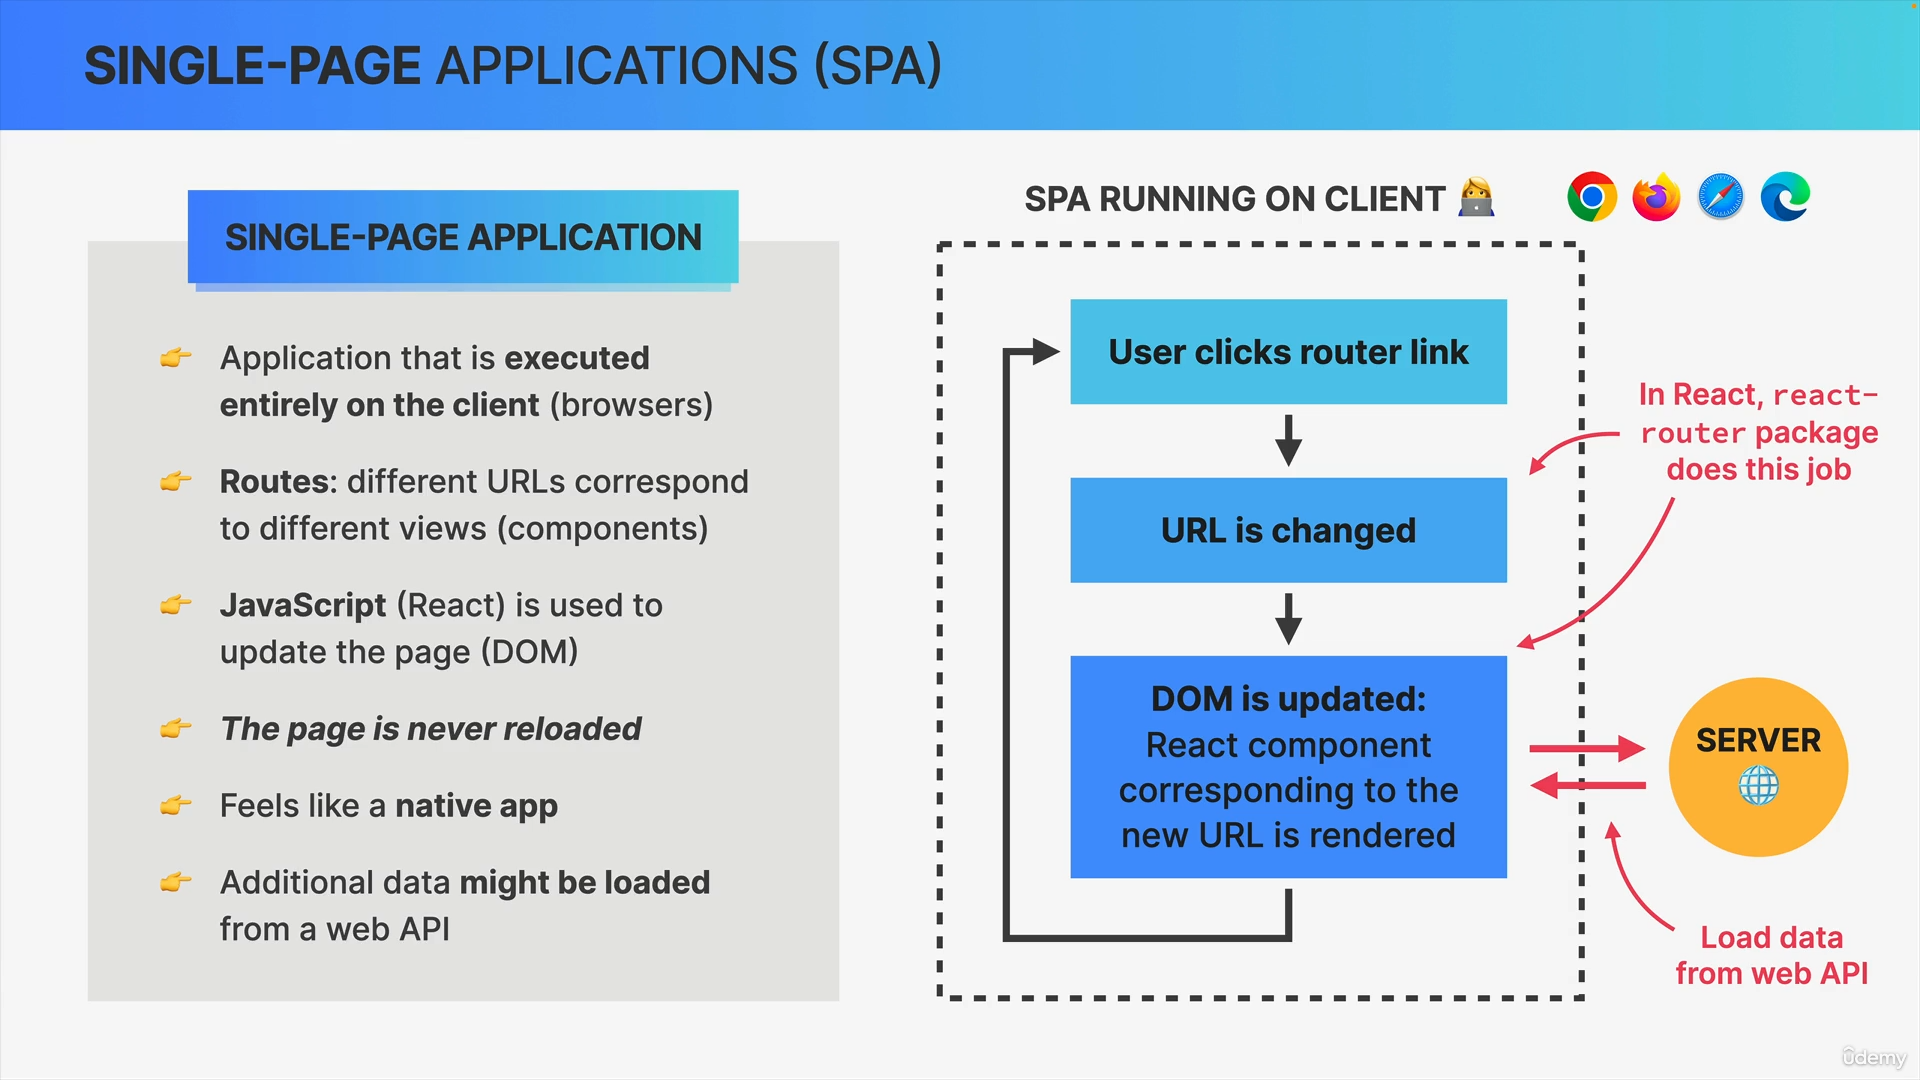 SINGLE-PAGE APPLICATIONS (SPA)
SINGLE-PAGE APPLICATION
Application that is executed
entirely on the client (browsers)
Routes: different URLs correspond
to different views (components)
JavaScript (React) is used to
update the page (DOM)
The page is never reloaded
Feels like a native app
Additional data might be loaded
from a web API
SPA RUNNING ON CLIENT
User clicks router link
URL is changed
DOM is updated:
React component
corresponding to the
new URL is rendered
In React, react-
router package
does this job
SERVER
Load data
from web API
ûdemy